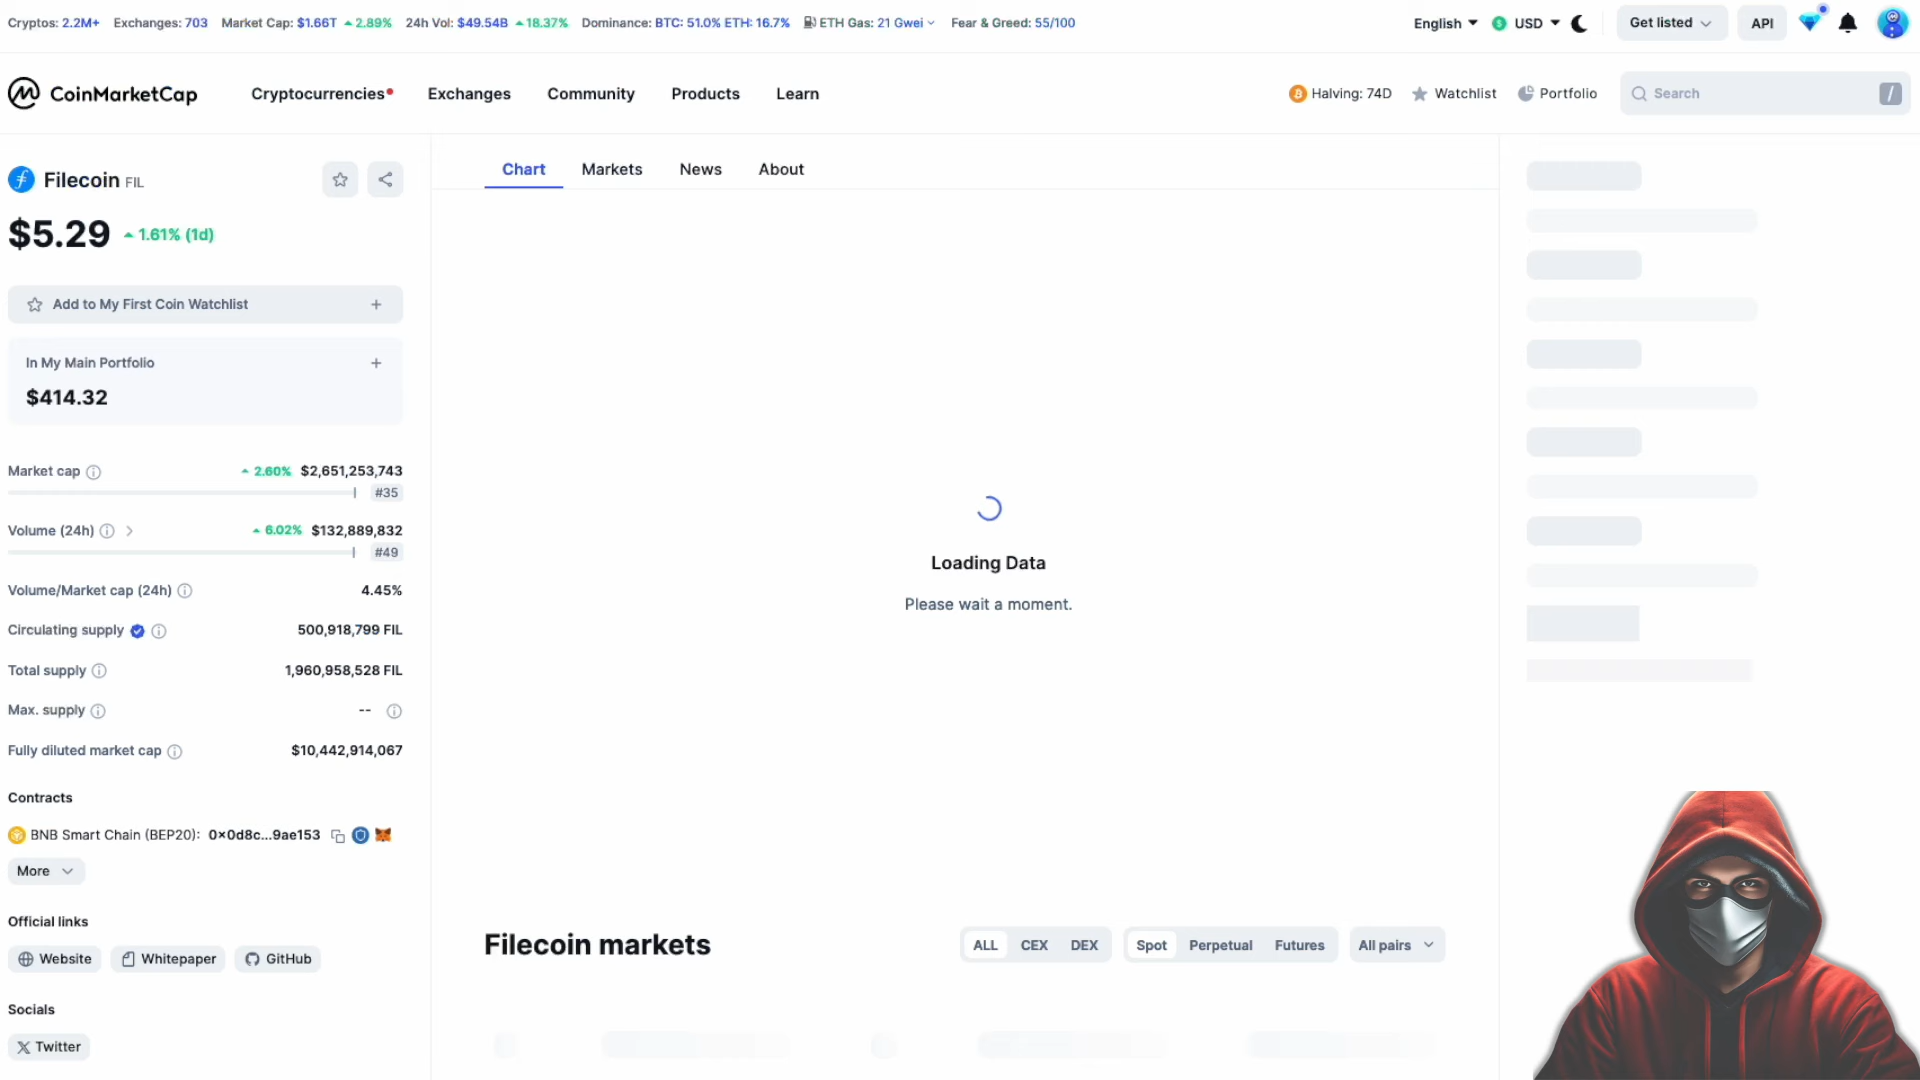 Cryptos: 2.2M+ Exchanges: 703 Market Cap: $1.66T 2.89% 24h Vol: $49.54B 18.37% Dominance: BTC: 51.0% ETH: 16.7% ETH Gas: 21 Gwei Fear & Greed: 55/100
English USD Get listed API
CoinMarketCap Cryptocurrencies Exchanges Community Products Learn
Halving: 74D Watchlist Portfolio Search /
Filecoin FIL
$5.29 1.61% (1d)
Add to My First Coin Watchlist +
In My Main Portfolio +
$414.32
Market cap 2.60% $2,651,253,743
#35
Volume (24h) 6.02% $132,889,832
#49
Volume/Market cap (24h) 4.45%
Circulating supply 500,918,799 FIL
Total supply 1,960,958,528 FIL
Max. supply --
Fully diluted market cap $10,442,914,067
Contracts
BNB Smart Chain (BEP20): 0x0d8c...9ae153
More
Official links
Website Whitepaper GitHub
Socials
Twitter
Chart Markets News About
Loading Data
Please wait a moment.
Filecoin markets
ALL CEX DEX Spot Perpetual Futures All pairs